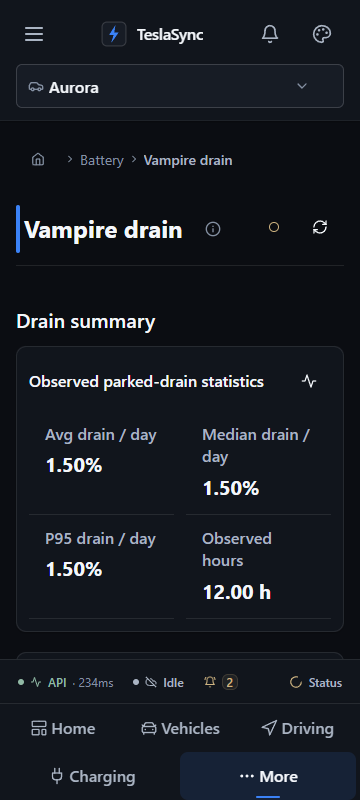 TeslaSync
Aurora
Battery > Vampire drain
Vampire drain
Drain summary
Observed parked-drain statistics
Avg drain / day
1.50%
Median drain /
day
1.50%
P95 drain / day
1.50%
Observed
hours
12.00 h
API · 234ms Idle 2 Status
Home Vehicles Driving
Charging More